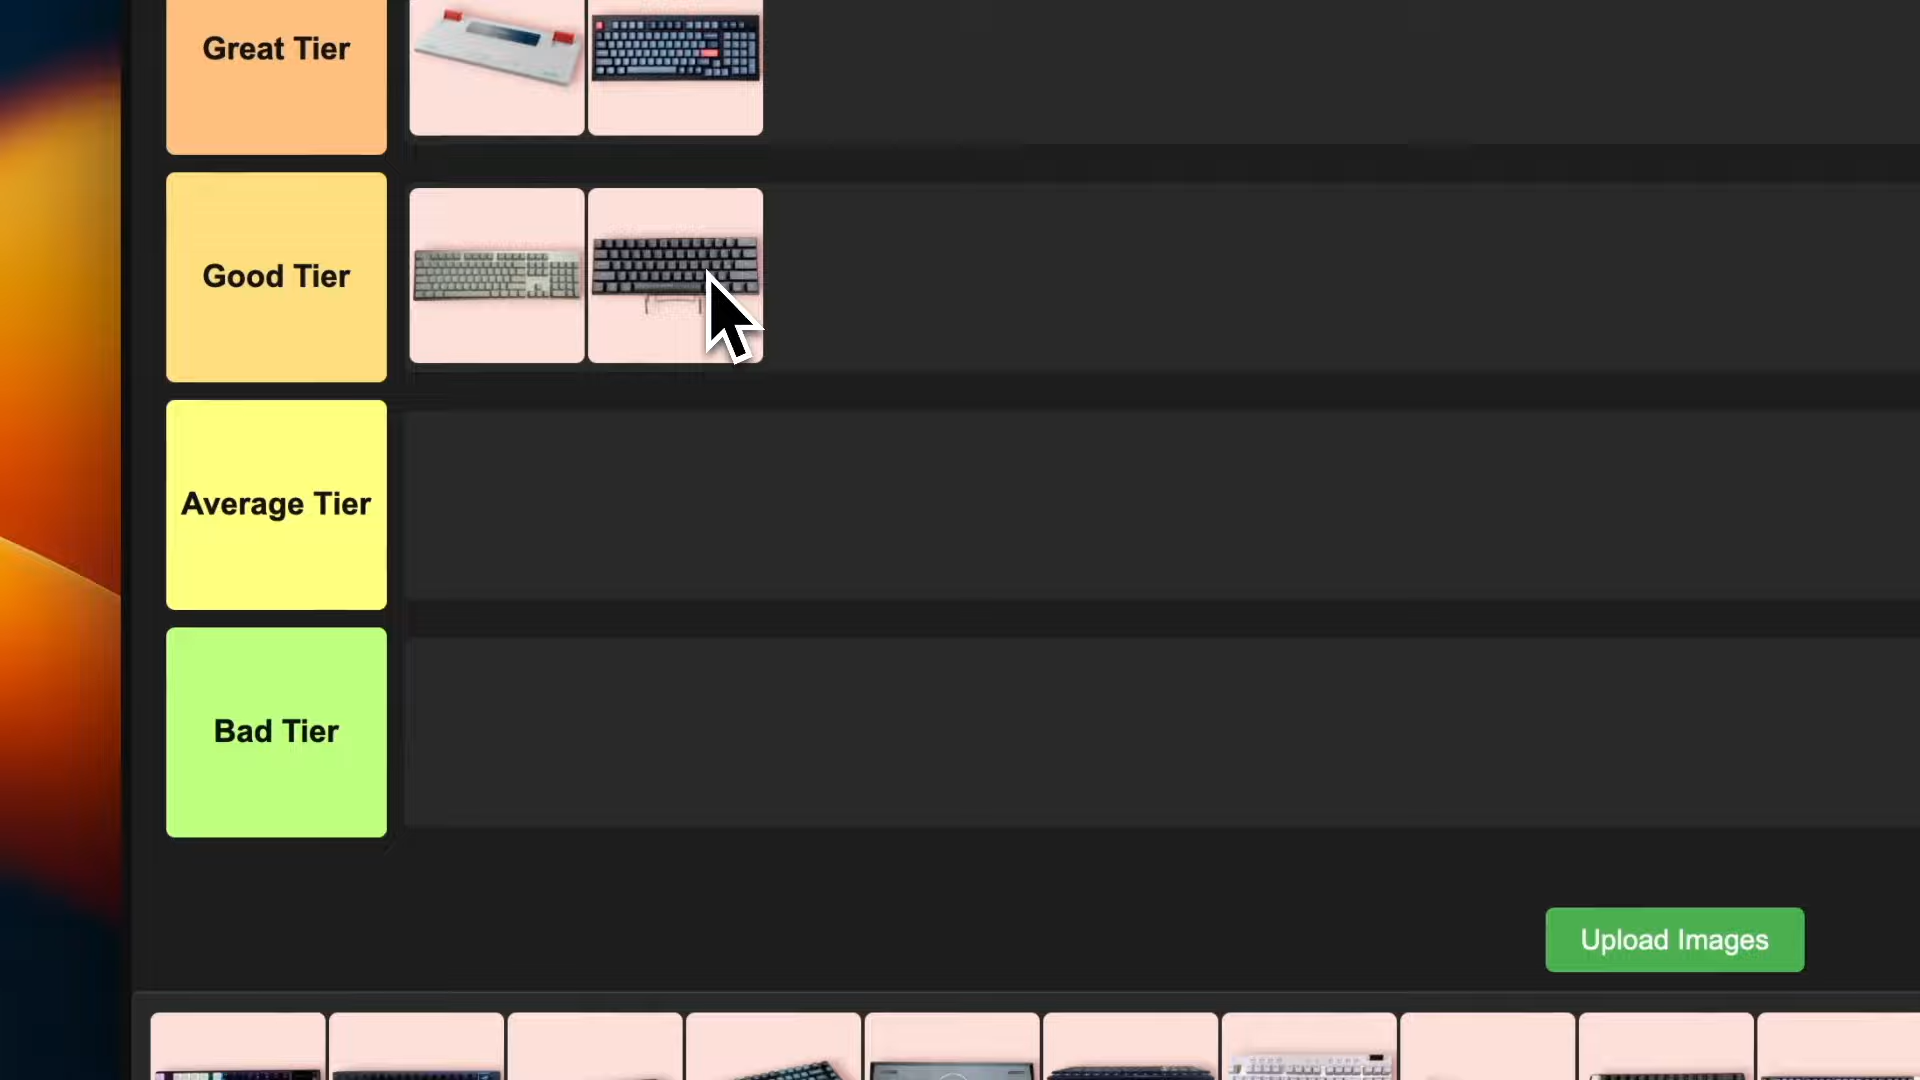 Great Tier
Good Tier
Average Tier
Bad Tier
Upload Images